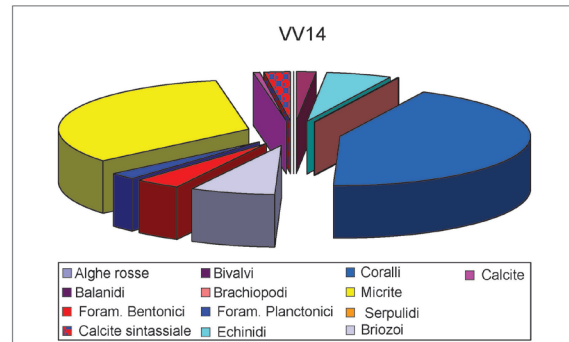 VV14
Alghe rosse Bivalvi Coralli Calcite
Balanidi Brachiopodi Micrite
Foram. Bentonici Foram. Planctonici Serpulidi
Calcite sintassiale Echinidi Briozoi